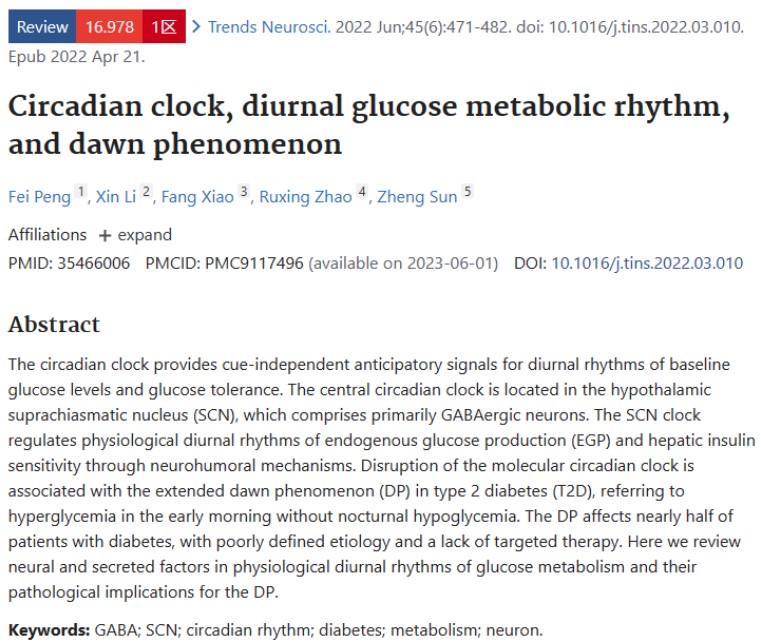 Review 16.978 1区 > Trends Neurosci. 2022 Jun;45(6):471-482. doi: 10.1016/j.tins.2022.03.010.
Epub 2022 Apr 21.
Circadian clock, diurnal glucose metabolic rhythm,
and dawn phenomenon
Fei Peng 1, Xin Li 2, Fang Xiao 3, Ruxing Zhao 4, Zheng Sun 5
Affiliations + expand
PMID: 35466006 PMCID: PMC9117496 (available on 2023-06-01) DOI: 10.1016/j.tins.2022.03.010
Abstract
The circadian clock provides cue-independent anticipatory signals for diurnal rhythms of baseline
glucose levels and glucose tolerance. The central circadian clock is located in the hypothalamic
suprachiasmatic nucleus (SCN), which comprises primarily GABAergic neurons. The SCN clock
regulates physiological diurnal rhythms of endogenous glucose production (EGP) and hepatic insulin
sensitivity through neurohumoral mechanisms. Disruption of the molecular circadian clock is
associated with the extended dawn phenomenon (DP) in type 2 diabetes (T2D), referring to
hyperglycemia in the early morning without nocturnal hypoglycemia. The DP affects nearly half of
patients with diabetes, with poorly defined etiology and a lack of targeted therapy. Here we review
neural and secreted factors in physiological diurnal rhythms of glucose metabolism and their
pathological implications for the DP.
Keywords: GABA; SCN; circadian rhythm; diabetes; metabolism; neuron.